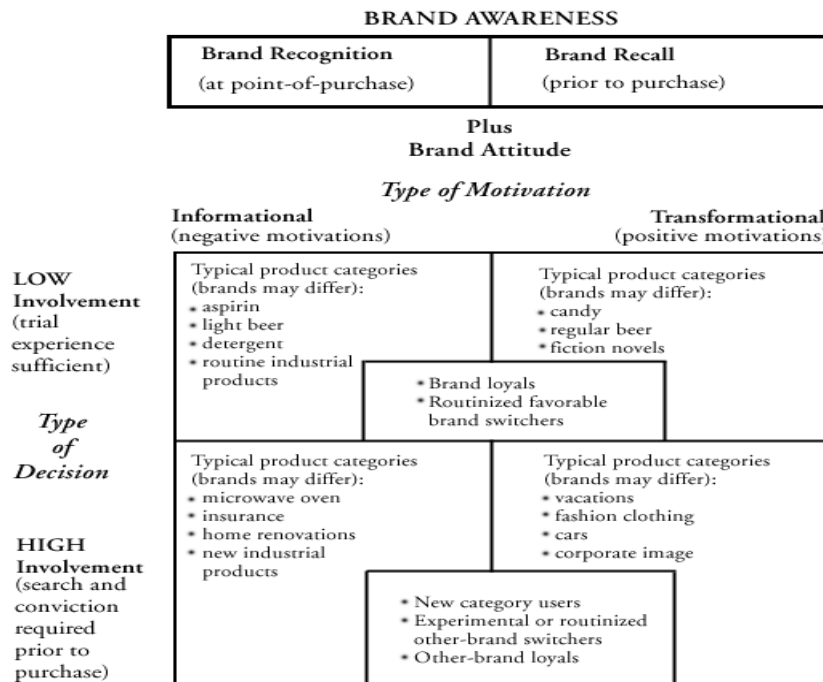 BRAND AWARENESS
Brand Recognition
(at point-of-purchase)
Brand Recall
(prior to purchase)
Plus
Brand Attitude
Type of Motivation
Informational
(negative motivations)
Transformational
(positive motivations)
LOW
Involvement
(trial
experience
sufficient)
Typical product categories
(brands may differ):
• aspirin
• light beer
• detergent
• routine industrial
products
Typical product categories
(brands may differ):
• candy
• regular beer
• fiction novels
• Brand loyals
• Routinized favorable
brand switchers
Type
of
Decision
HIGH
Involvement
(search and
conviction
required
prior to
purchase)
Typical product categories
(brands may differ):
• microwave oven
• insurance
• home renovations
• new industrial
products
Typical product categories
(brands may differ):
• vacations
• fashion clothing
• cars
• corporate image
• New category users
• Experimental or routinized
other-brand switchers
• Other-brand loyals